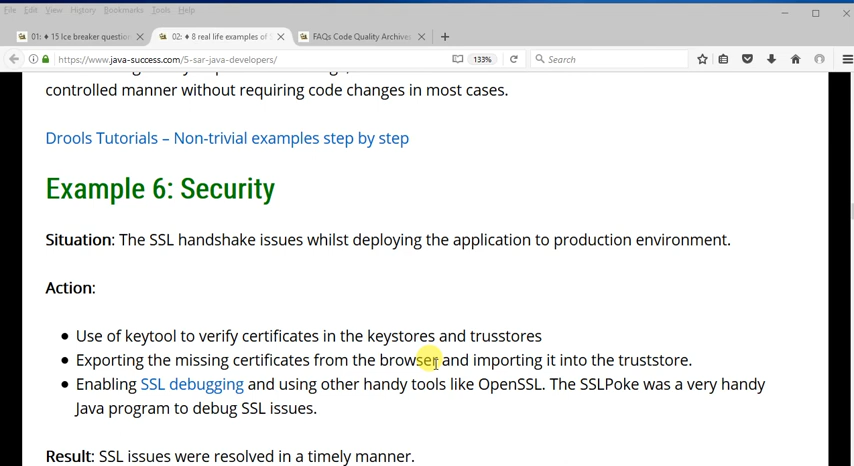 File Edit View History Bookmarks Tools Help
01: ♦ 15 Ice breaker question
02: ♦ 8 real life examples of S
FAQs Code Quality Archives
https://www.java-success.com/5-sar-java-developers/
133%
Search
controlled manner without requiring code changes in most cases.
Drools Tutorials – Non-trivial examples step by step
Example 6: Security
Situation: The SSL handshake issues whilst deploying the application to production environment.
Action:
Use of keytool to verify certificates in the keystores and trusstores
Exporting the missing certificates from the browser and importing it into the truststore.
Enabling SSL debugging and using other handy tools like OpenSSL. The SSLPoke was a very handy
Java program to debug SSL issues.
Result: SSL issues were resolved in a timely manner.